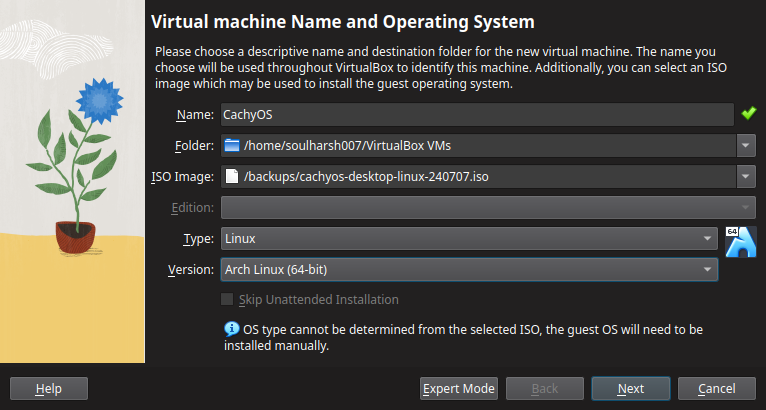 Virtual machine Name and Operating System
Please choose a descriptive name and destination folder for the new virtual machine. The name you
choose will be used throughout VirtualBox to identify this machine. Additionally, you can select an ISO
image which may be used to install the guest operating system.
Name: CachyOS
Folder: /home/soulharsh007/VirtualBox VMs
ISO Image: /backups/cachyos-desktop-linux-240707.iso
Edition:
Type: Linux
64
Version: Arch Linux (64-bit)
Skip Unattended Installation
OS type cannot be determined from the selected ISO, the guest OS will need to be
installed manually.
Help Expert Mode Back Next Cancel